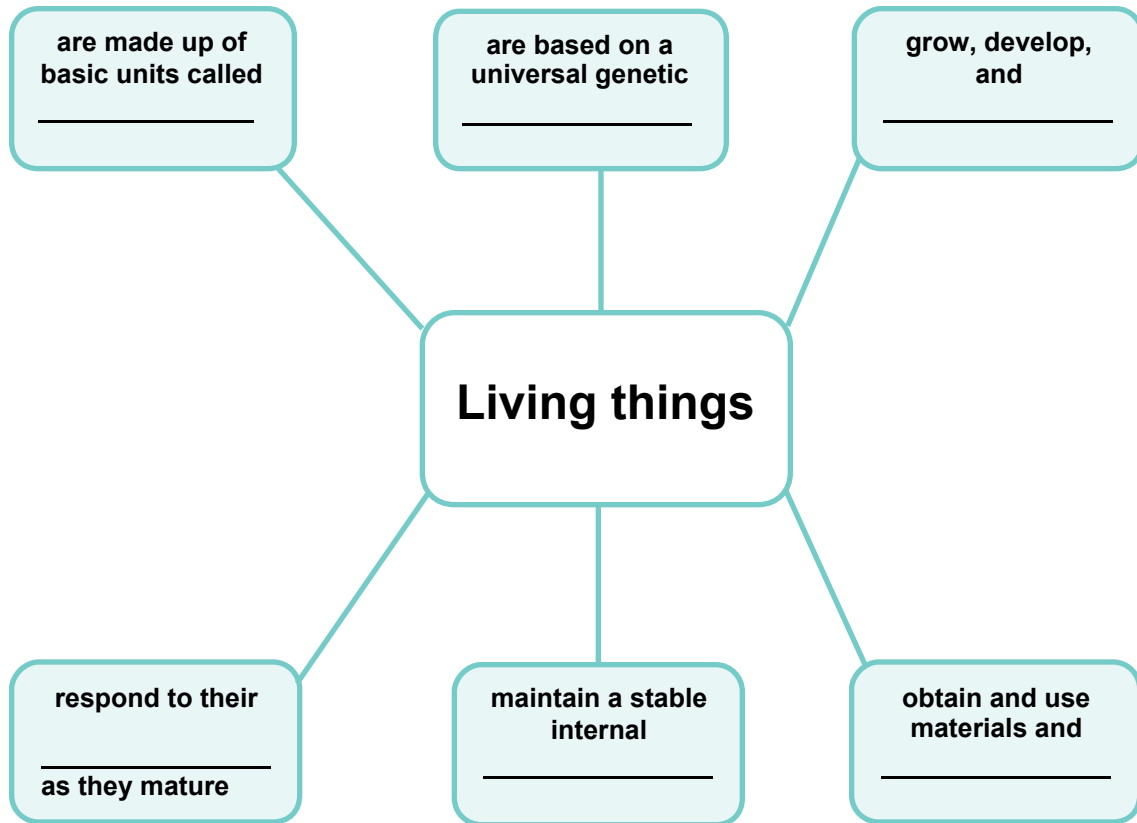 are made up of
basic units called
are based on a
universal genetic
grow, develop,
and
Living things
respond to their
as they mature
maintain a stable
internal
obtain and use
materials and